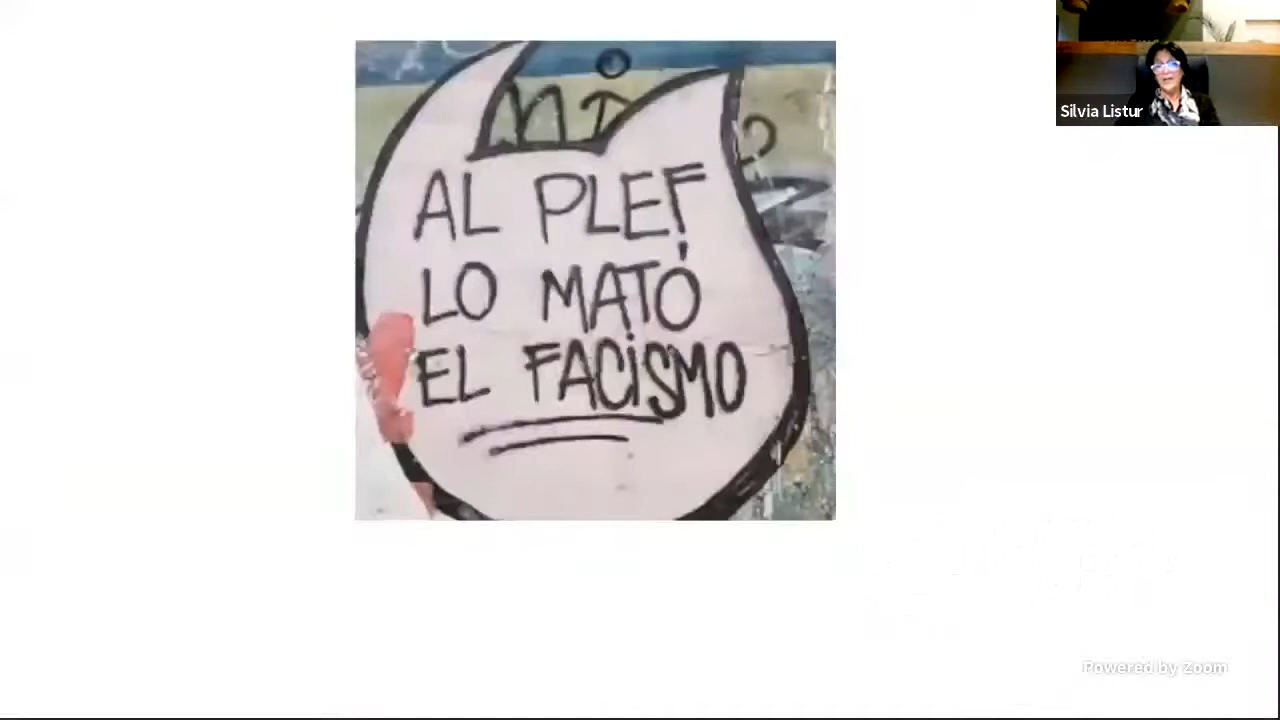 AL PLEF
LO MATÓ
EL FACISMO
Silvia Listur
Powered by Zoom